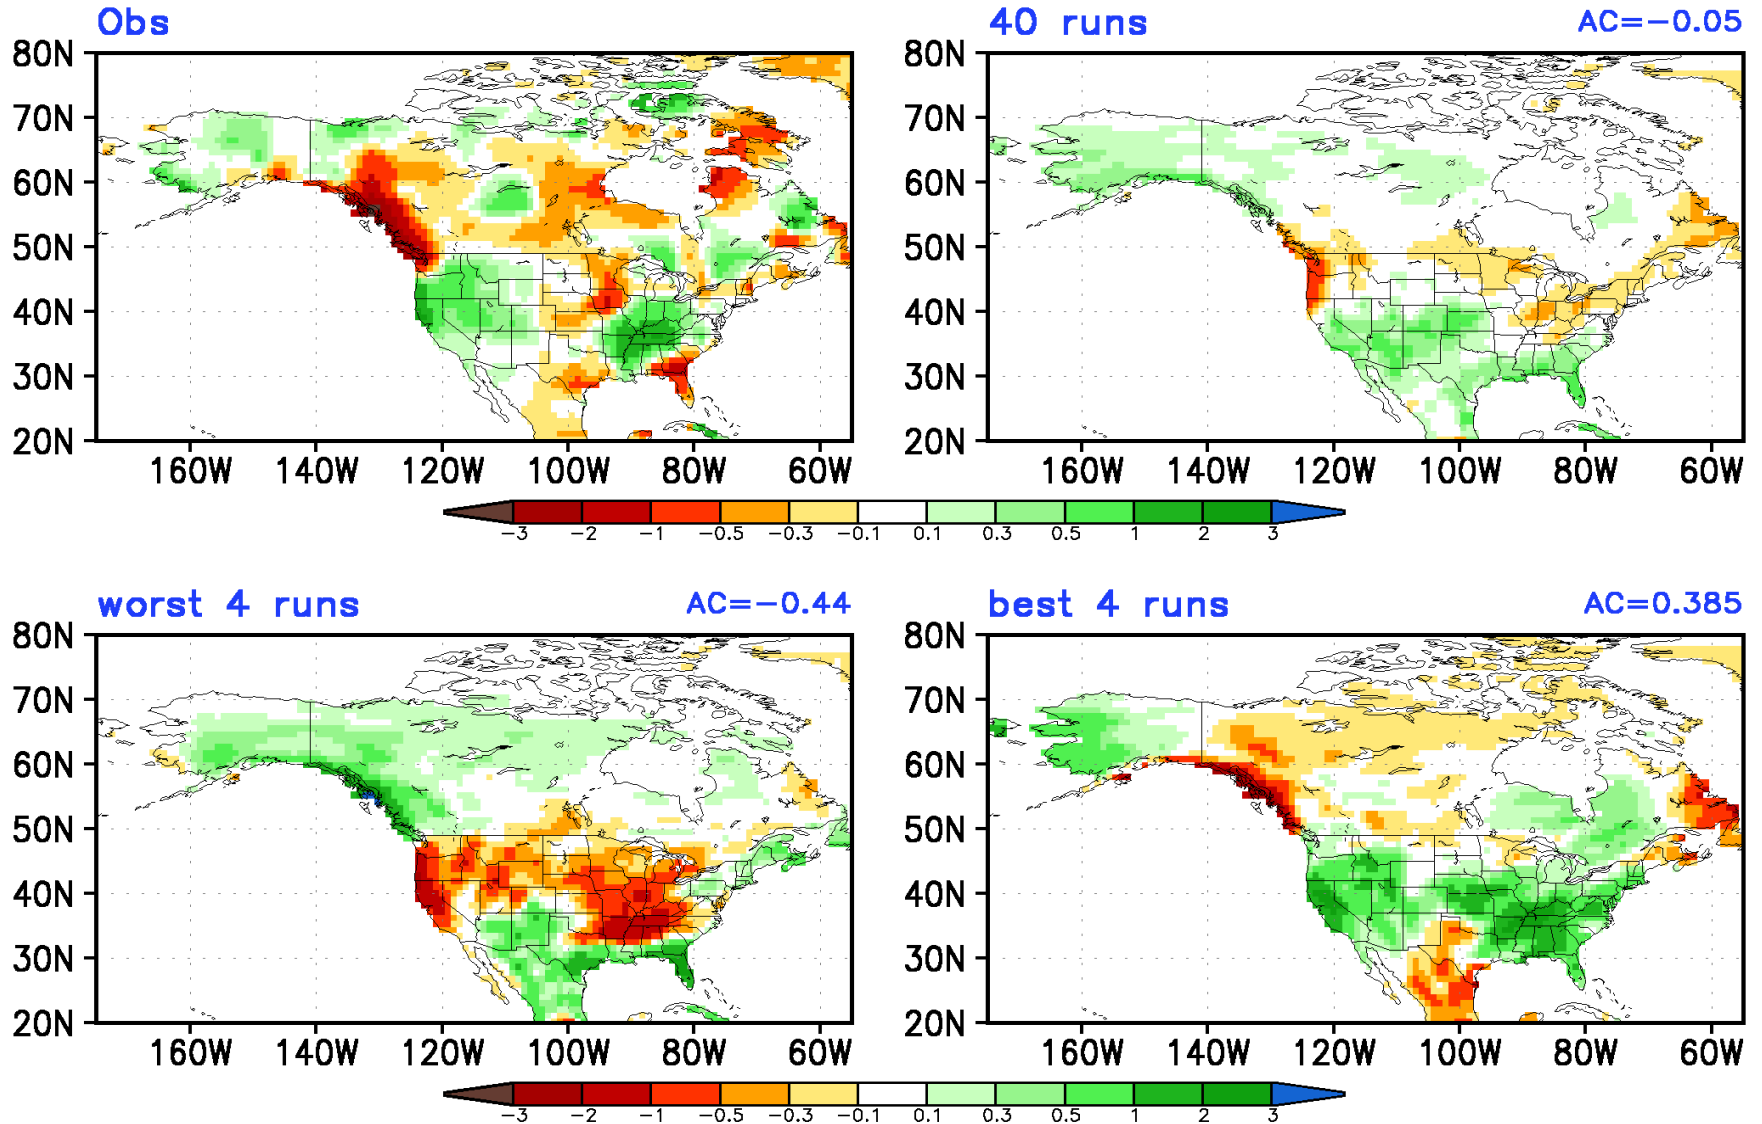 Obs
40 runs AC=-0.05
80N 80N
70N 70N
60N 60N
50N 50N
40N 40N
30N 30N
20N 20N
160W 140W 120W 100W 80W 60W 160W 140W 120W 100W 80W 60W
-3 -2 -1 -0.5 -0.3 -0.1 0.1 0.3 0.5 1 2 3
worst 4 runs AC=-0.44 best 4 runs AC=0.385
80N 80N
70N 70N
60N 60N
50N 50N
40N 40N
30N 30N
20N 20N
160W 140W 120W 100W 80W 60W 160W 140W 120W 100W 80W 60W
-3 -2 -1 -0.5 -0.3 -0.1 0.1 0.3 0.5 1 2 3